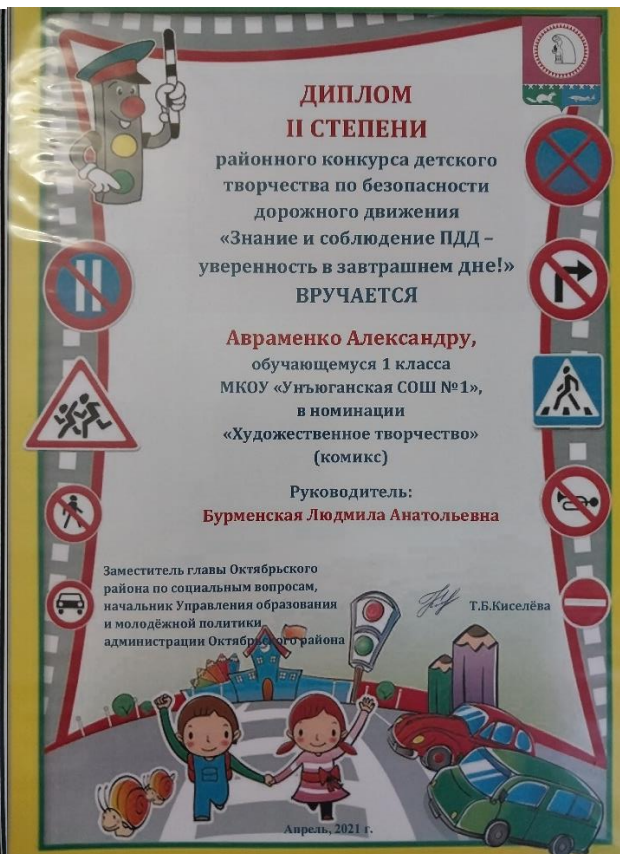 ДИПЛОМ
II СТЕПЕНИ
районного конкурса детского
творчества по безопасности
дорожного движения
«Знание и соблюдение ПДД –
уверенность в завтрашнем дне!»
ВРУЧАЕТСЯ
Авраменко Александру,
обучающемуся 1 класса
МКОУ «Унъюганская СОШ №1»,
в номинации
«Художественное творчество»
(комикс)
Руководитель:
Бурменская Людмила Анатольевна
Заместитель главы Октябрьского
района по социальным вопросам,
начальник Управления образования
и молодёжной политики
администрации Октябрьского района
Т.Б.Киселёва
Апрель, 2021 г.